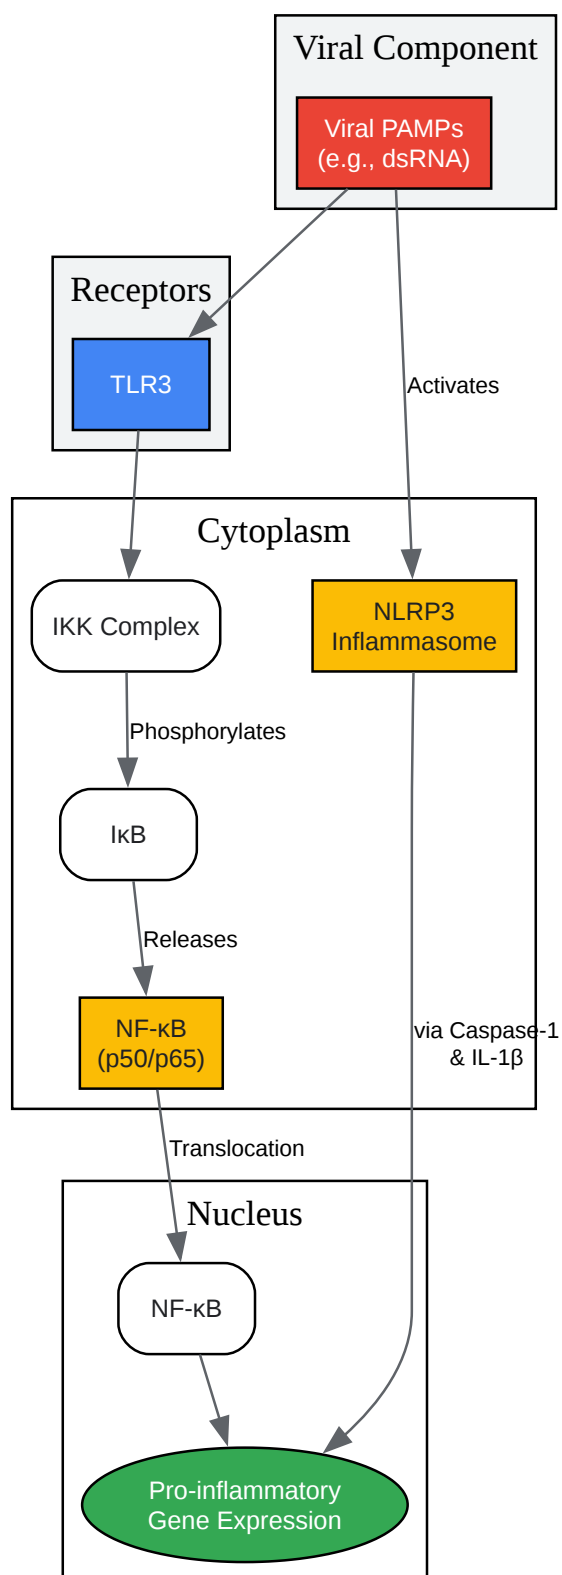 Viral Component
Viral PAMPs
(e.g., dsRNA)
Receptors
TLR3
Activates
Cytoplasm
IKK Complex
NLRP3
Inflammasome
Phosphorylates
IκB
Releases
NF-κB
(p50/p65)
via Caspase-1
& IL-1β
Translocation
Nucleus
NF-κB
Pro-inflammatory
Gene Expression